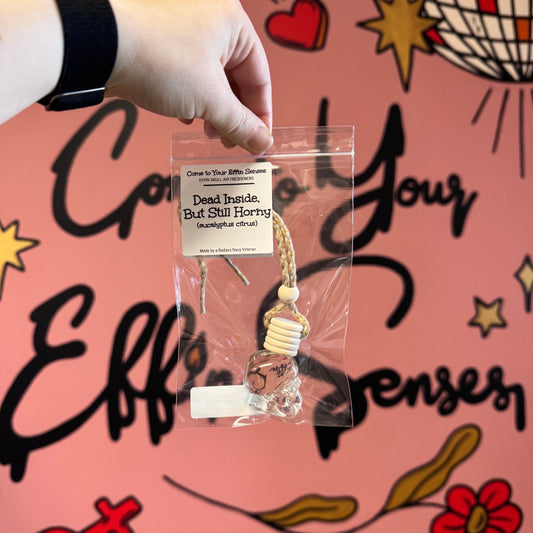 Come to Your
Effin Senses
Come to Your Effin Senses
EFFIN SKULL AIR FRESHENERS
Dead Inside,
But Still Horny
(eucalyptus citrus)
Made by a Badass Navy Veteran